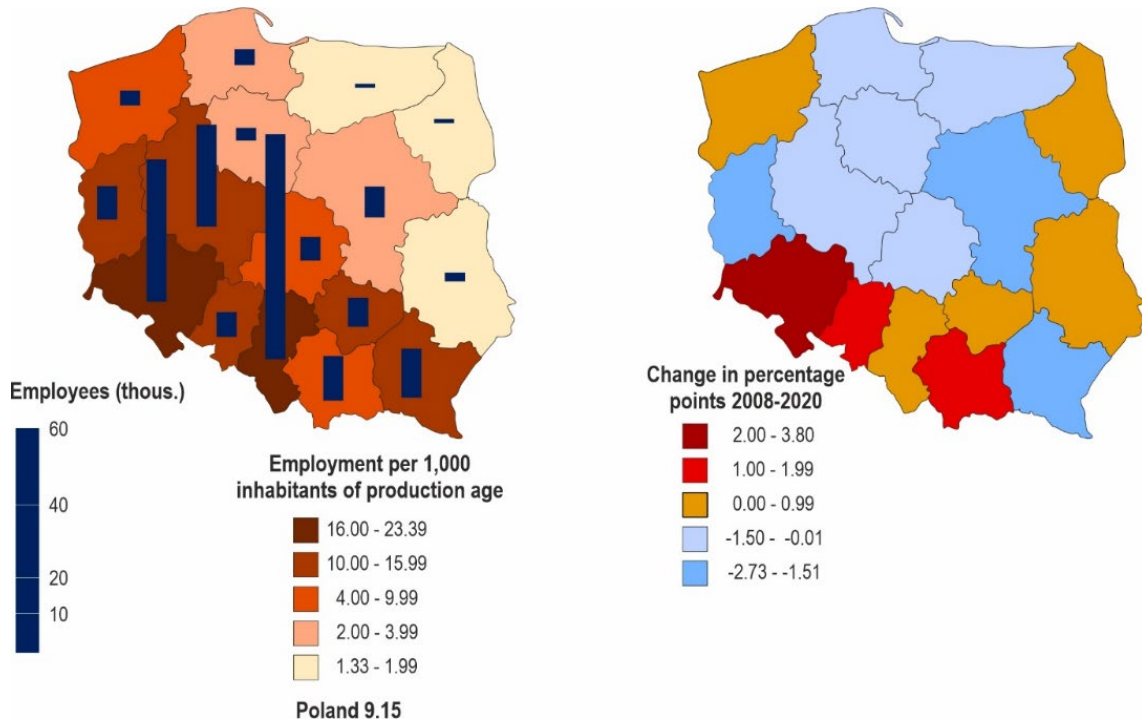 Employees (thous.)
60
40
20
10
Employment per 1,000
inhabitants of production age
16.00 - 23.39
10.00 - 15.99
4.00 - 9.99
2.00 - 3.99
1.33 - 1.99
Poland 9.15
Change in percentage
points 2008-2020
2.00 - 3.80
1.00 - 1.99
0.00 - 0.99
-1.50 - -0.01
-2.73 - -1.51